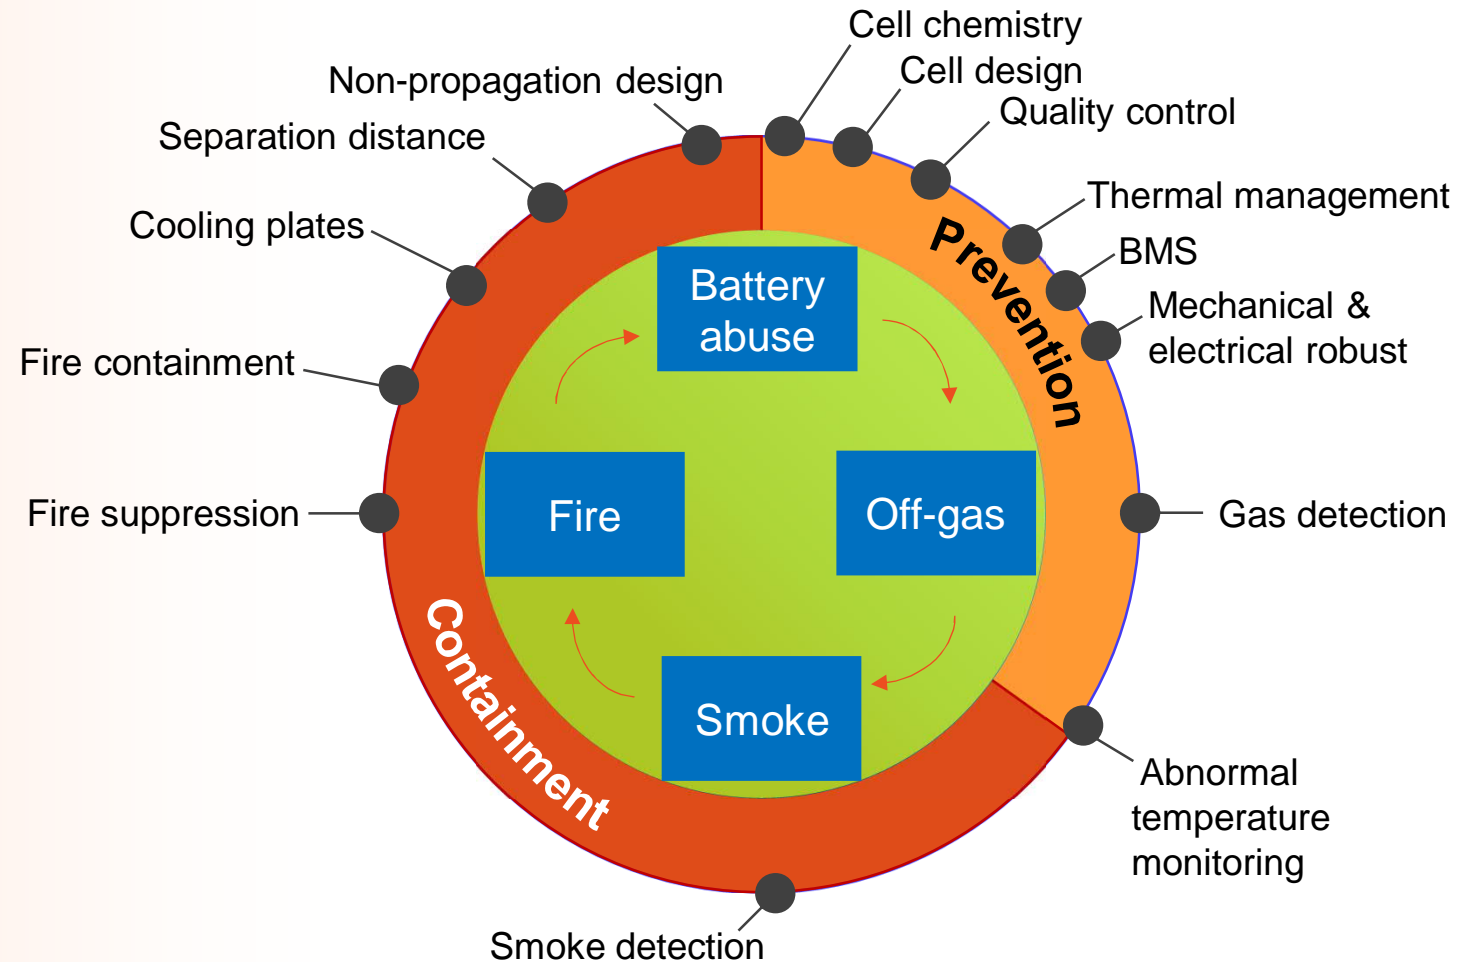 Cell chemistry
Cell design
Quality control
Thermal management
BMS
Mechanical &
electrical robust
Gas detection
Abnormal
temperature
monitoring
Smoke detection
Fire suppression
Fire containment
Cooling plates
Separation distance
Non-propagation design
Prevention
Containment
Battery
abuse
Off-gas
Smoke
Fire